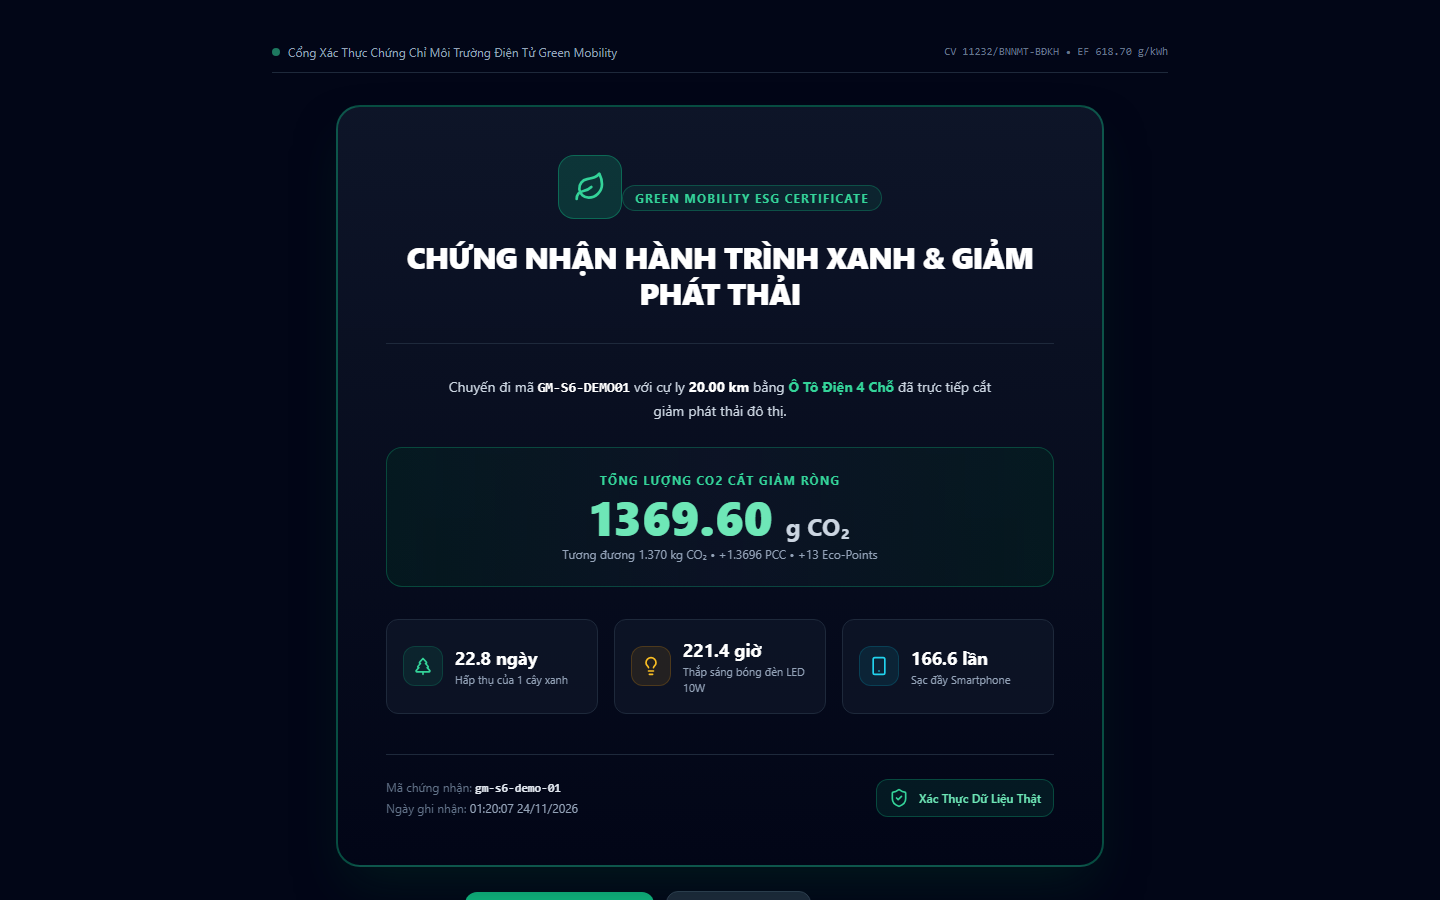 Cổng Xác Thực Chứng Chỉ Môi Trường Điện Tử Green Mobility
CV 11232/BNNMT-BĐKH • EF 618.70 g/kWh
GREEN MOBILITY ESG CERTIFICATE
CHỨNG NHẬN HÀNH TRÌNH XANH & GIẢM
PHÁT THẢI
Chuyến đi mã GM-S6-DEMO01 với cự ly 20.00 km bằng Ô Tô Điện 4 Chỗ đã trực tiếp cắt
giảm phát thải đô thị.
TỔNG LƯỢNG CO2 CẮT GIẢM RÒNG
1369.60 g CO₂
Tương đương 1.370 kg CO₂ • +1.3696 PCC • +13 Eco-Points
22.8 ngày
Hấp thụ của 1 cây xanh
221.4 giờ
Thắp sáng bóng đèn LED
10W
166.6 lần
Sạc đầy Smartphone
Mã chứng nhận: gm-s6-demo-01
Ngày ghi nhận: 01:20:07 24/11/2026
Xác Thực Dữ Liệu Thật